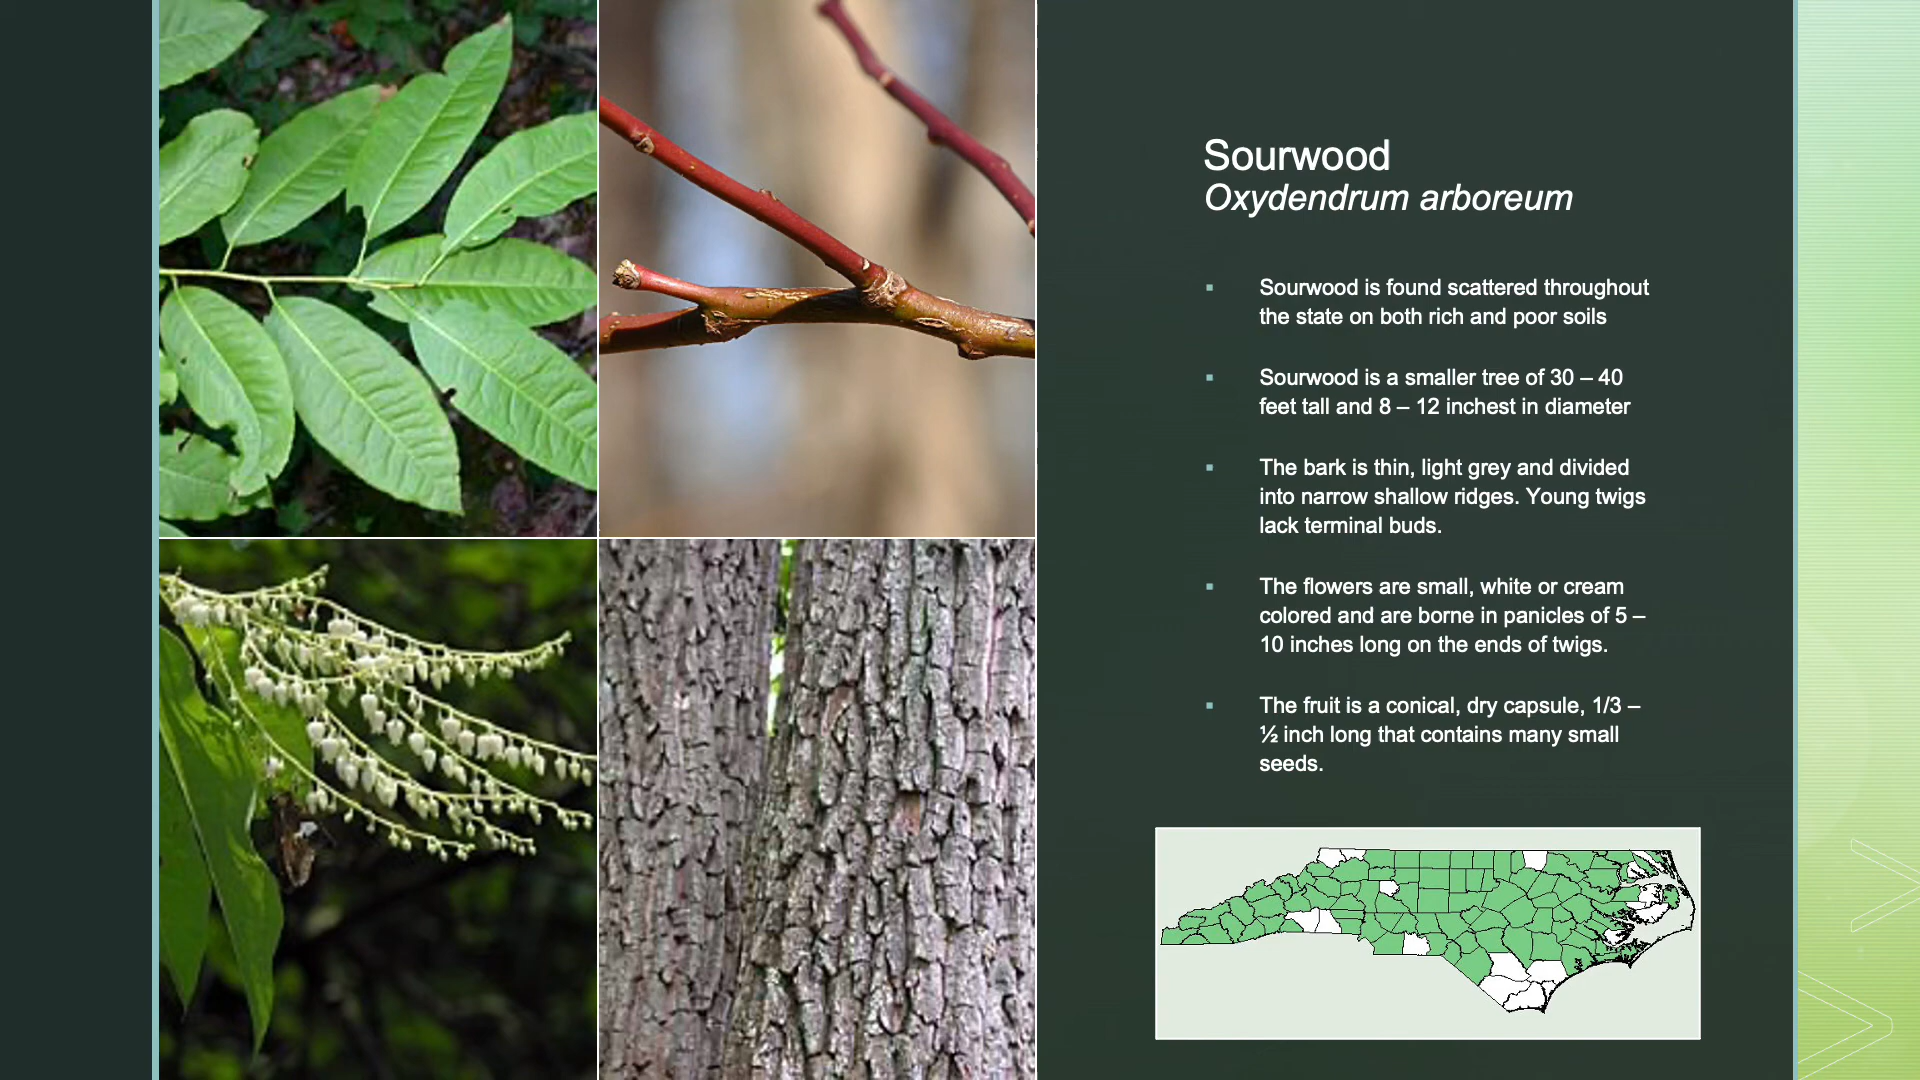 Sourwood
Oxydendrum arboreum
▪ Sourwood is found scattered throughout
the state on both rich and poor soils
▪ Sourwood is a smaller tree of 30 – 40
feet tall and 8 – 12 inchest in diameter
▪ The bark is thin, light grey and divided
into narrow shallow ridges. Young twigs
lack terminal buds.
▪ The flowers are small, white or cream
colored and are borne in panicles of 5 –
10 inches long on the ends of twigs.
▪ The fruit is a conical, dry capsule, 1/3 –
½ inch long that contains many small
seeds.